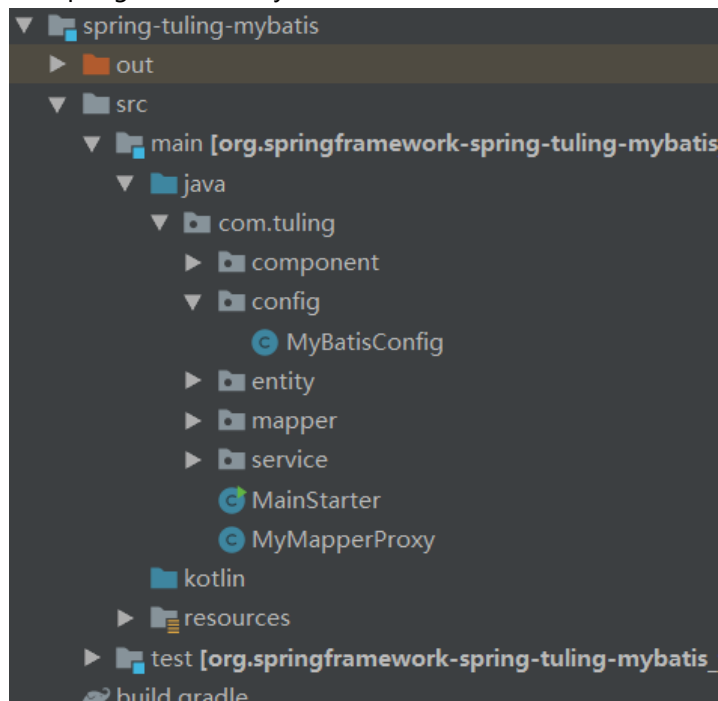 spring-tuling-mybatis
out
src
main [org.springframework-spring-tuling-mybatis
java
com.tuling
component
config
C MyBatisConfig
entity
mapper
service
C MainStarter
C MyMapperProxy
kotlin
resources
test [org.springframework-spring-tuling-mybatis_
build.gradle